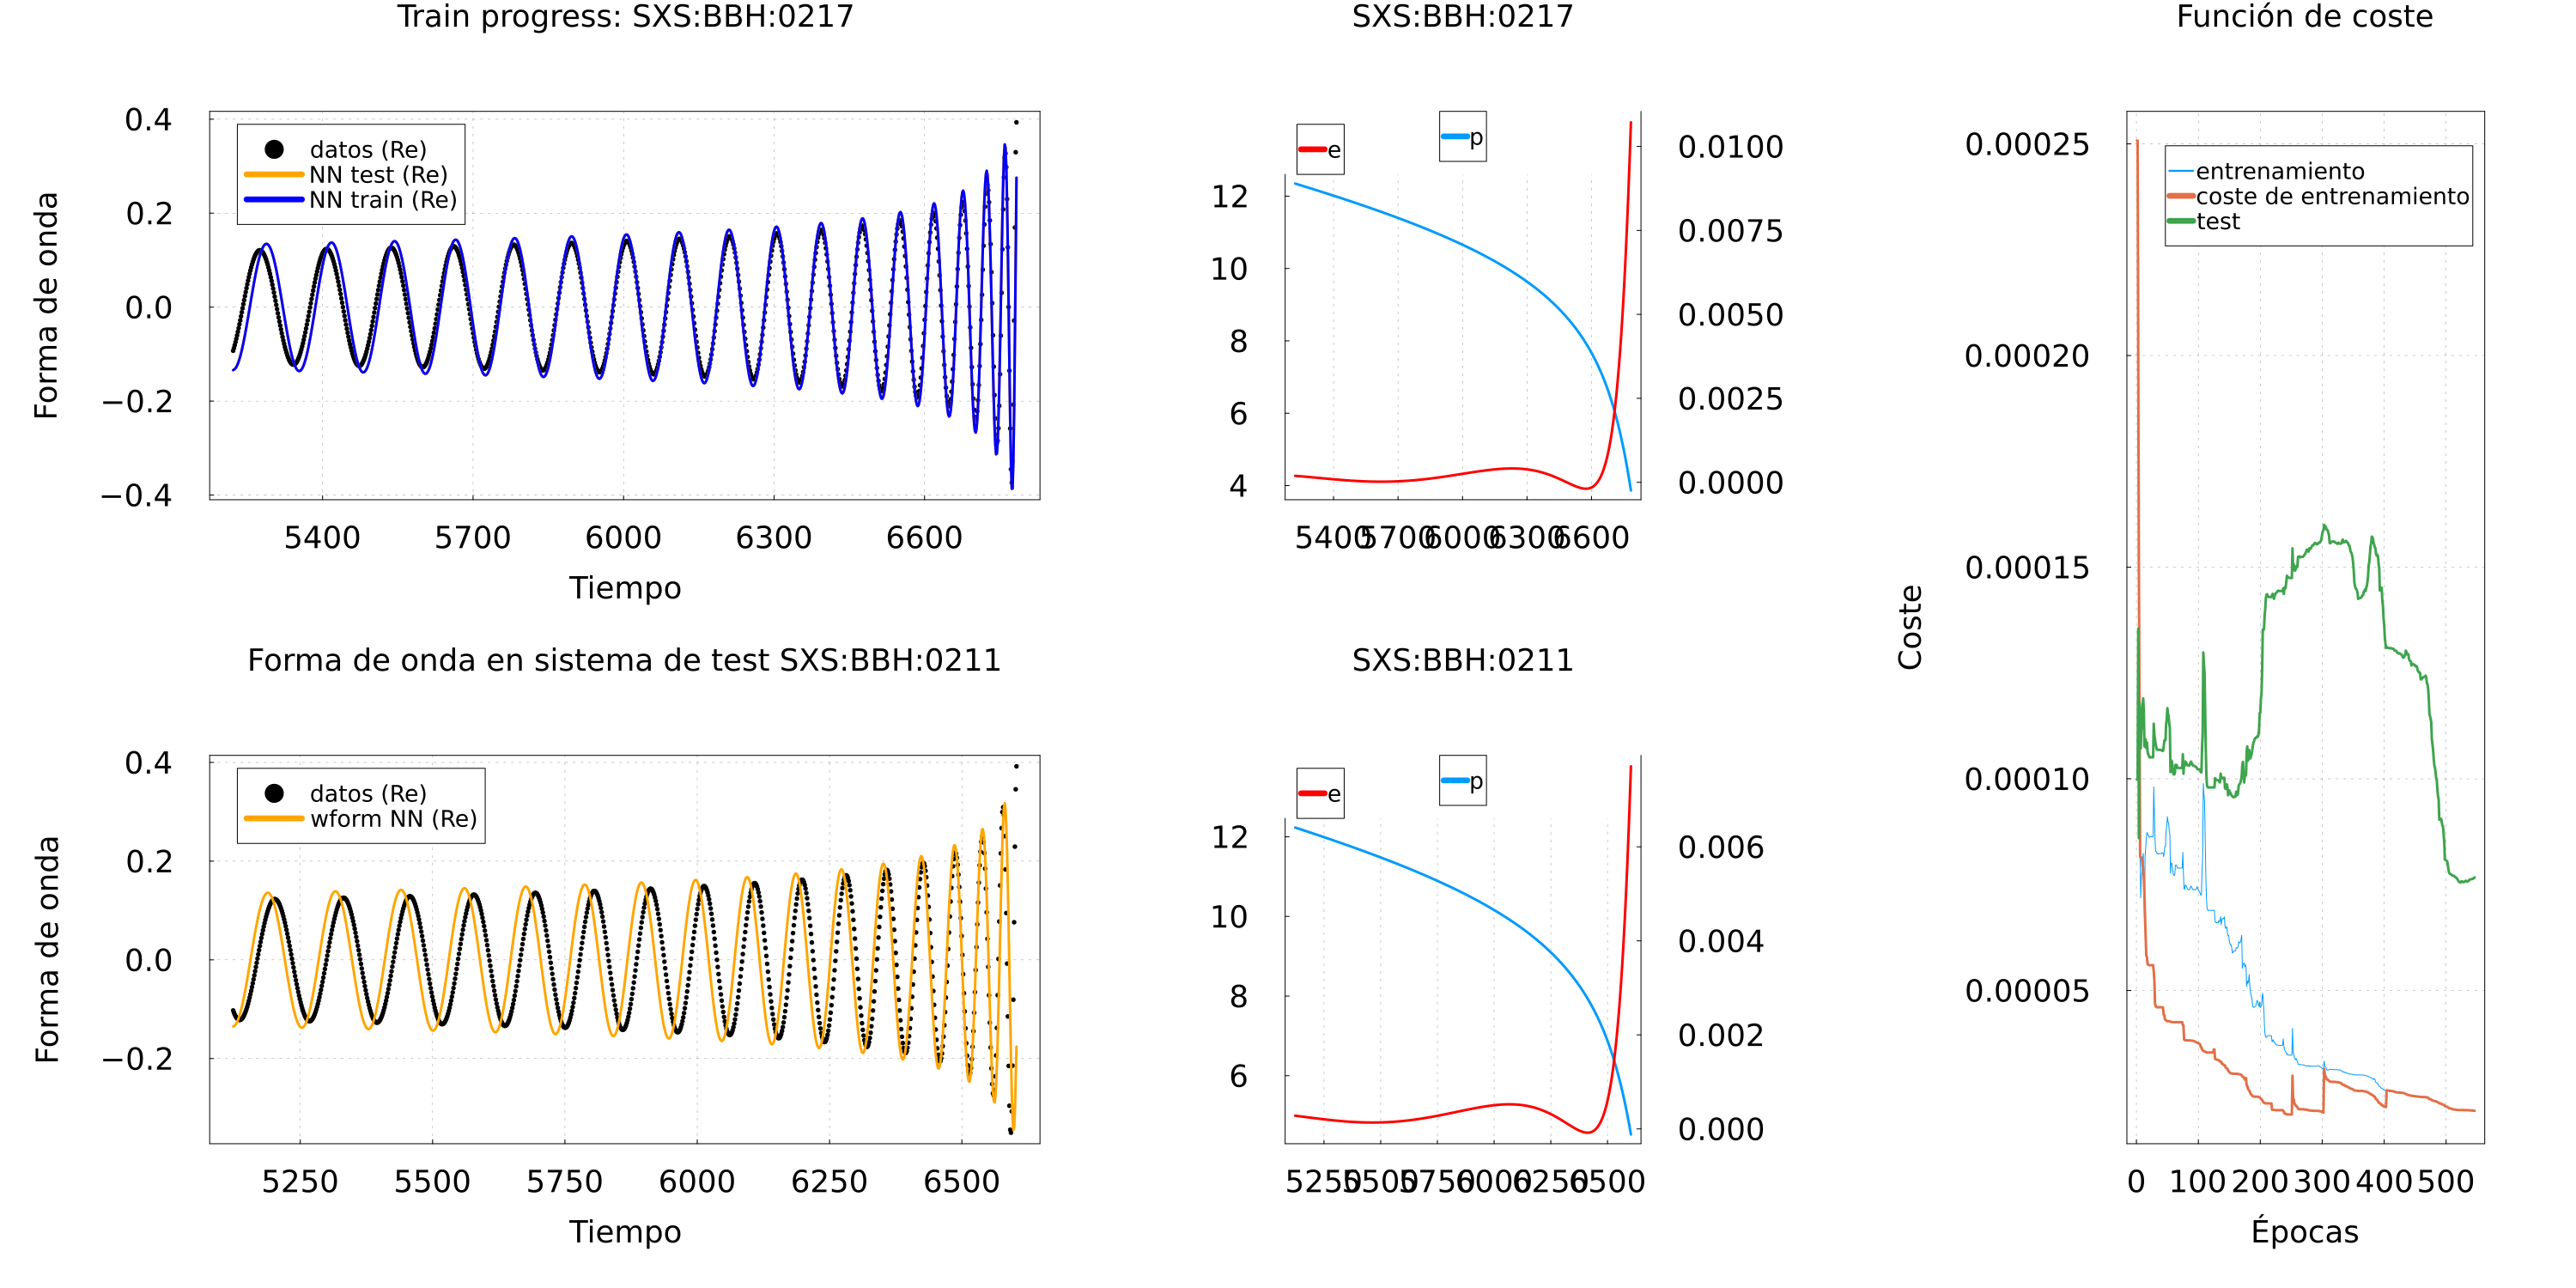 Train progress: SXS:BBH:0217
Forma de onda
0.4
0.2
0.0
−0.2
−0.4
datos (Re)
NN test (Re)
NN train (Re)
5400 5700 6000 6300 6600
Tiempo
SXS:BBH:0217
e
p
12
10
8
6
4
0.0100
0.0075
0.0050
0.0025
0.0000
5400 5700 6000 6300 6600
Forma de onda en sistema de test SXS:BBH:0211
Forma de onda
0.4
0.2
0.0
−0.2
datos (Re)
wform NN (Re)
5250 5500 5750 6000 6250 6500
Tiempo
SXS:BBH:0211
e
p
12
10
8
6
0.006
0.004
0.002
0.000
5250 5500 5750 6000 6250 6500
Función de coste
Coste
0.00025
0.00020
0.00015
0.00010
0.00005
entrenamiento
coste de entrenamiento
test
0 100 200 300 400 500
Épocas